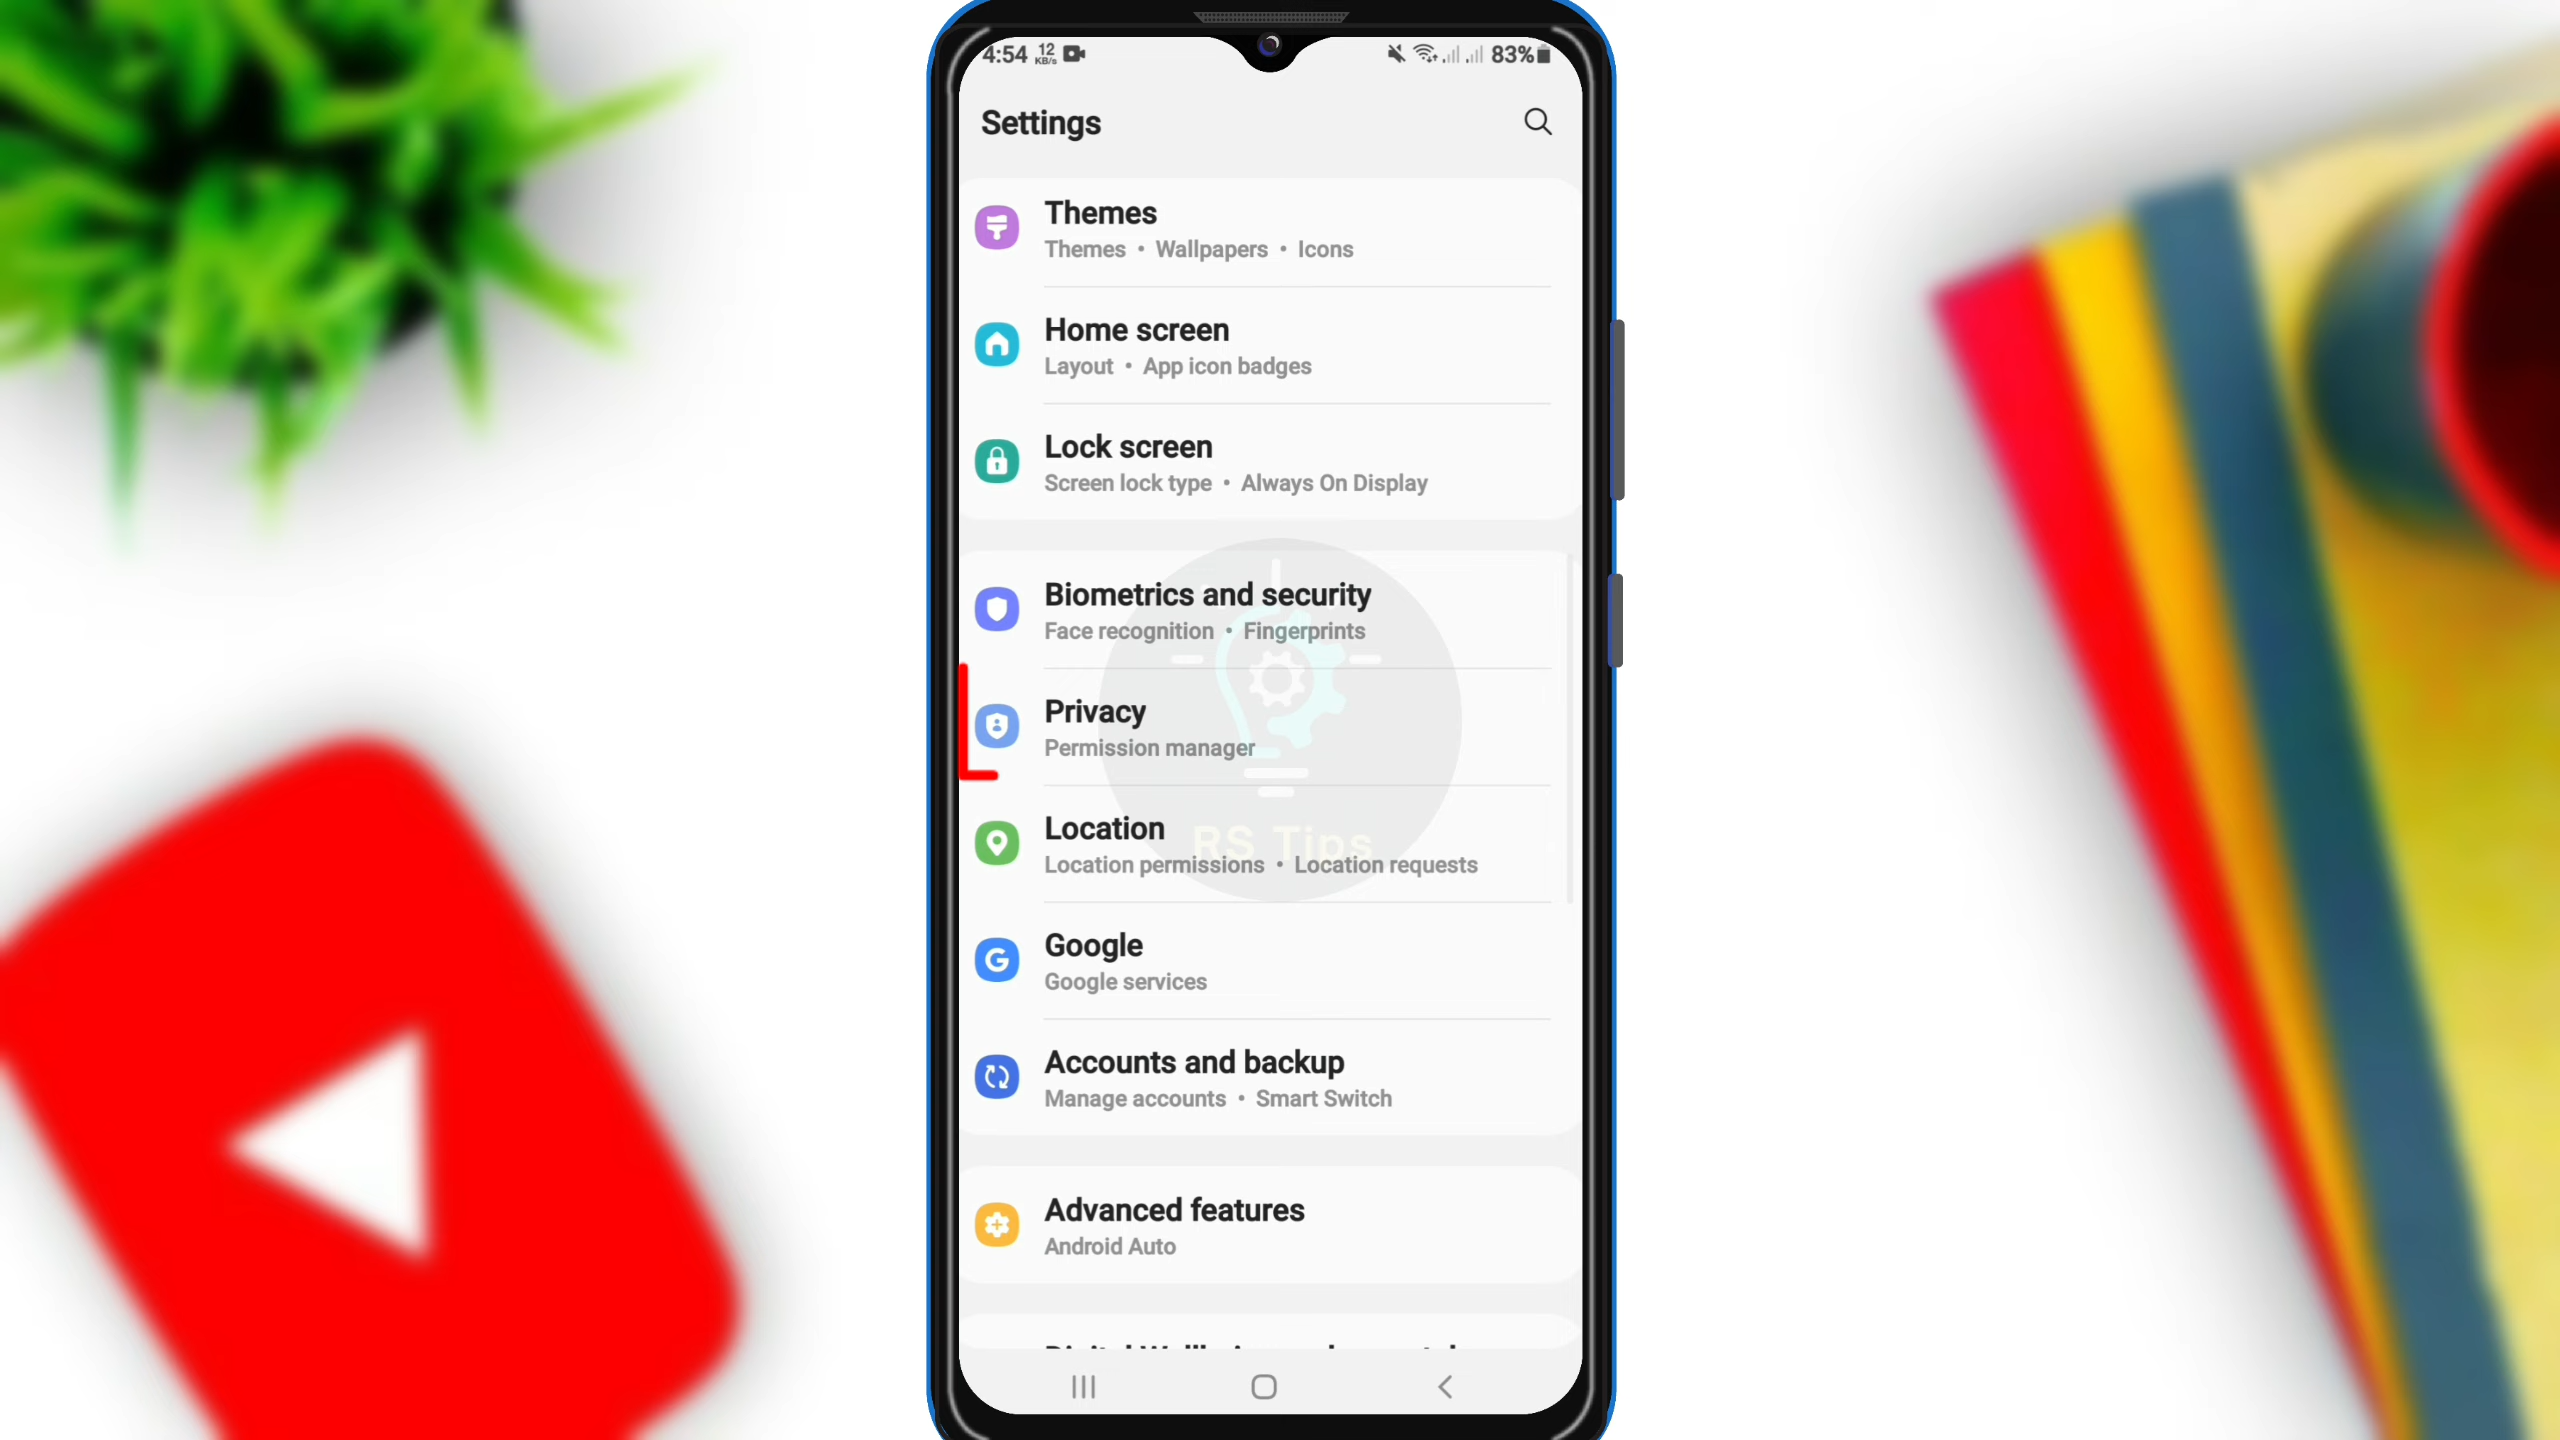 4:54 12 KB/s 83%
Settings
Themes
Themes • Wallpapers • Icons
Home screen
Layout • App icon badges
Lock screen
Screen lock type • Always On Display
Biometrics and security
Face recognition • Fingerprints
Privacy
Permission manager
Location
RS Tips
Location permissions • Location requests
Google
Google services
Accounts and backup
Manage accounts • Smart Switch
Advanced features
Android Auto